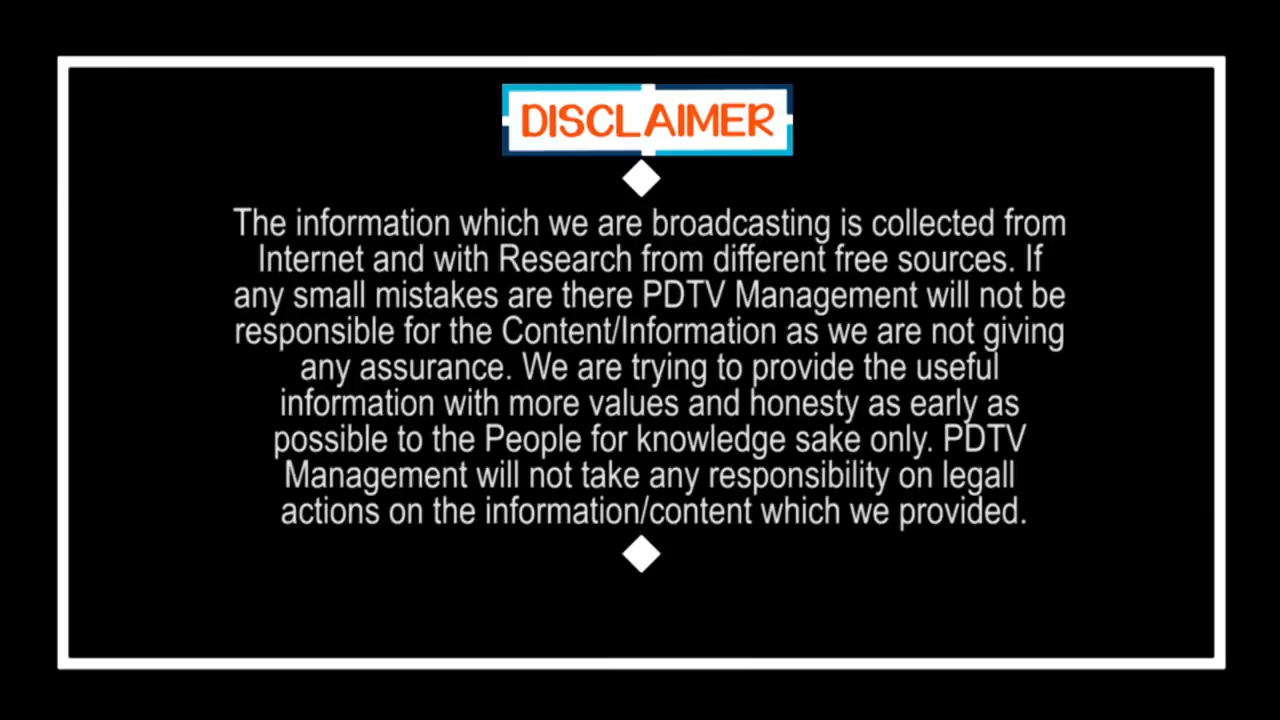 DISCLAIMER
The information which we are broadcasting is collected from
Internet and with Research from different free sources. If
any small mistakes are there PDTV Management will not be
responsible for the Content/Information as we are not giving
any assurance. We are trying to provide the useful
information with more values and honesty as early as
possible to the People for knowledge sake only. PDTV
Management will not take any responsibility on legall
actions on the information/content which we provided.